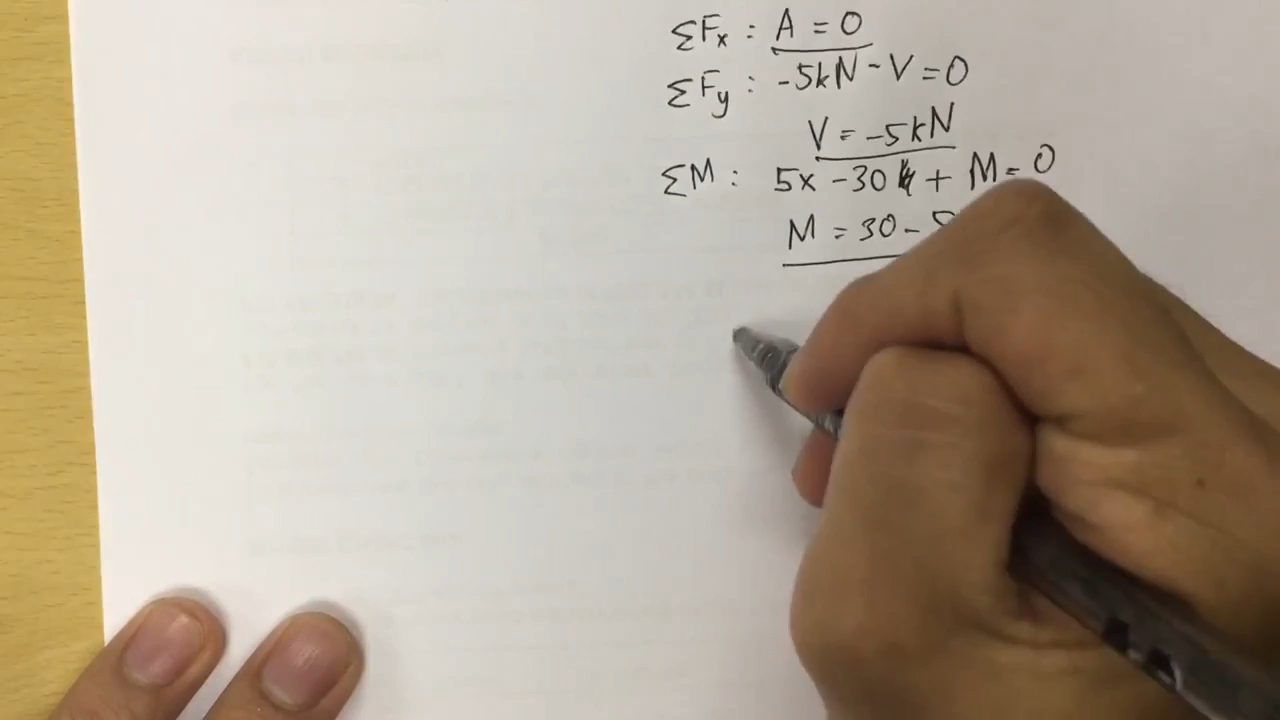 ΣFx : A = 0
ΣFy : -5kN - V = 0
V = -5kN
ΣM : 5x - 30 + M = 0
M = 30 -